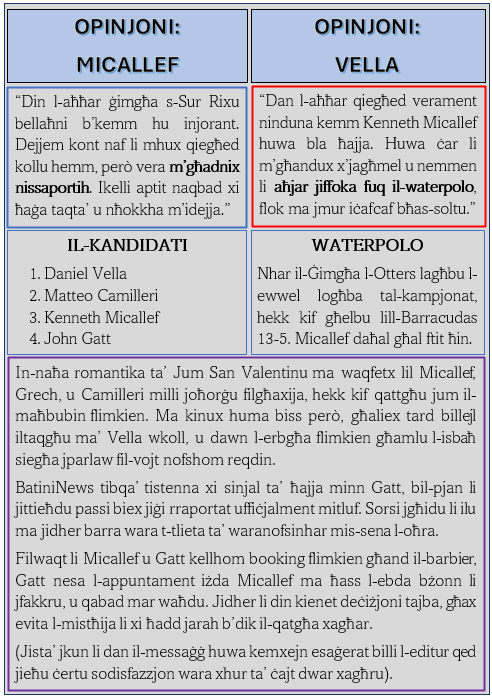 OPINJONI:
MICALLEF
OPINJONI:
VELLA
“Din l-aħħar ġimgħa s-Sur Rixu
bellaħni b’kemm hu injorant.
Dejjem kont naf li mhux qiegħed
kollu hemm, però vera m’għadnix
nissaportih. Ikelli aptit naqbad xi
ħaġa taqta’ u nħokkha m’idejja.”
“Dan l-aħħar qiegħed verament
ninduna kemm Kenneth Micallef
huwa bla ħajja. Huwa ċar li
m’għandux x’jagħmel u nemmen
li aħjar jiffoka fuq il-waterpolo,
flok ma jmur iċafcaf bħas-soltu.”
IL-KANDIDATI
1. Daniel Vella
2. Matteo Camilleri
3. Kenneth Micallef
4. John Gatt
WATERPOLO
Nhar il-Ġimgħa l-Otters lagħbu l-
ewwel logħba tal-kampjonat,
hekk kif għelbu lill-Barracudas
13-5. Micallef daħal għal ftit ħin.
In-naħa romantika ta’ Jum San Valentinu ma waqfetx lil Micallef,
Grech, u Camilleri milli joħorġu filgħaxija, hekk kif qattgħu jum il-
maħbubin flimkien. Ma kinux huma biss però, għaliex tard billejl
iltaqgħu ma’ Vella wkoll, u dawn l-erbgħa flimkien għamlu l-isbaħ
siegħa jparlaw fil-vojt nofshom reqdin.
BatiniNews tibqa’ tistenna xi sinjal ta’ ħajja minn Gatt, bil-pjan li
jittieħdu passi biex jiġi rraportat uffiċjalment mitluf. Sorsi jgħidu li ilu
ma jidher barra wara t-tlieta ta’ waranofsinhar mis-sena l-oħra.
Filwaqt li Micallef u Gatt kellhom booking flimkien għand il-barbier,
Gatt nesa l-appuntament iżda Micallef ma ħass l-ebda bżonn li
jfakkru, u qabad mar waħdu. Jidher li din kienet deċiżjoni tajba, għax
evita l-mistħija li xi ħadd jarah b’dik il-qatgħa xagħar.
(Jista’ jkun li dan il-messaġġ huwa kemxejn esaġerat billi l-editur qed
jieħu ċertu sodisfazzjon wara xhur ta’ ċajt dwar xagħru).